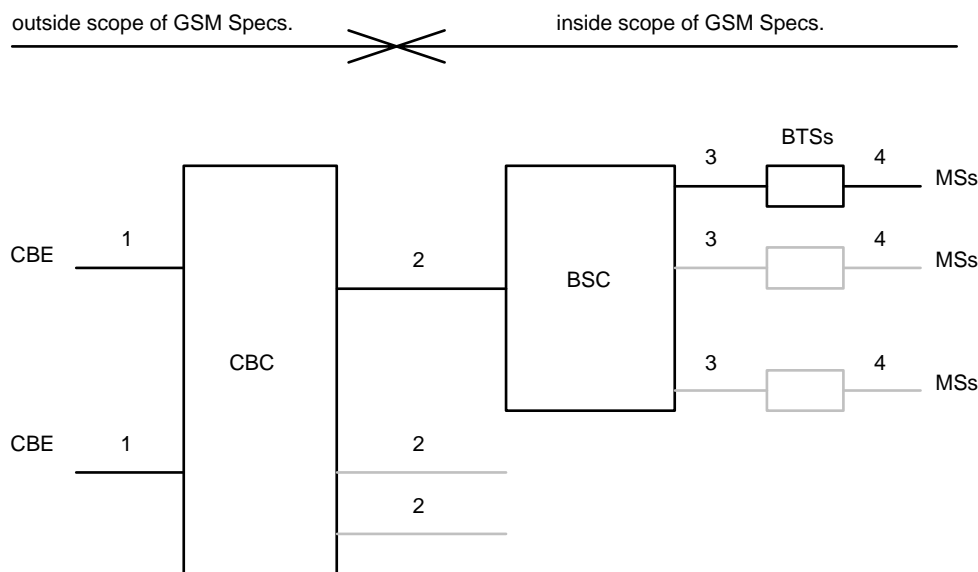 outside scope of GSM Specs.
inside scope of GSM Specs.
BTSs
3
4
MSs
1
CBE
3
4
MSs
2
BSC
CBC
3
4
MSs
CBE
1
2
2